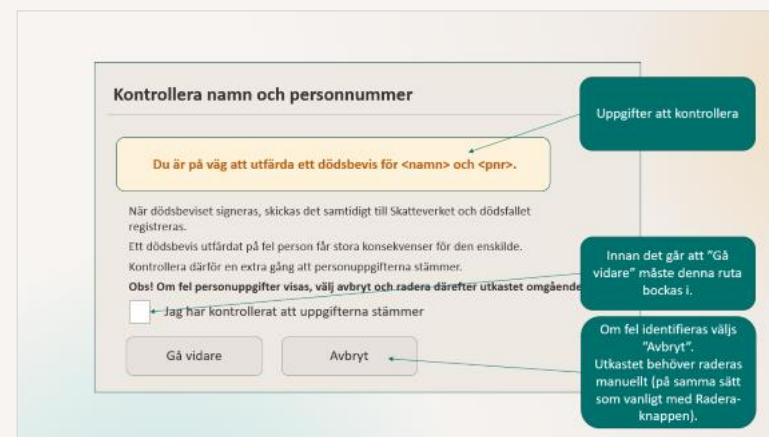 Kontrollera namn och personnummer
Uppgifter att kontrollera
Du är på väg att utfärda ett dödsbevis för <namn> och <pnr>.
När dödsbeviset signeras, skickas det samtidigt till Skatteverket och dödsfallet
registreras.
Ett dödsbevis utfärdat på fel person får stora konsekvenser för den enskilde.
Kontrollera därför en extra gång att personuppgifterna stämmer.
Obs! Om fel personuppgifter visas, välj avbryt och radera därefter utkastet omgående
Jag har kontrollerat att uppgifterna stämmer
Gå vidare
Avbryt
Innan det går att ”Gå
vidare” måste denna ruta
bockas i.
Om fel identifieras väljs
”Avbryt”.
Utkastet behöver raderas
manuellt (på samma sätt
som vanligt med Radera-
knappen).